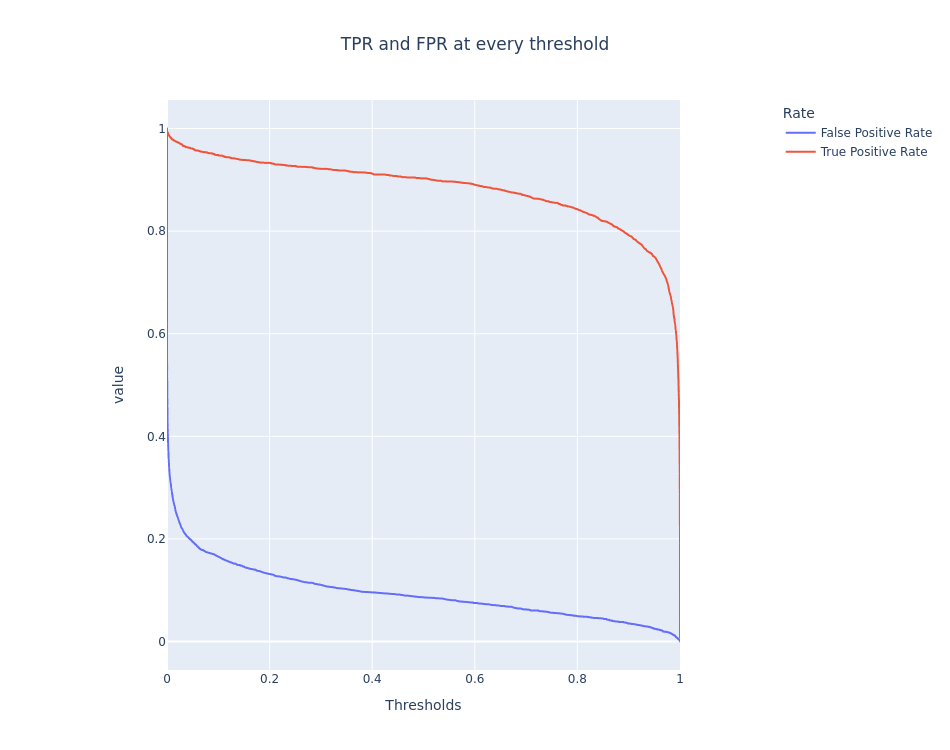 TPR and FPR at every threshold
Rate
False Positive Rate
True Positive Rate
value
1
0.8
0.6
0.4
0.2
0
0 0.2 0.4 0.6 0.8 1
Thresholds